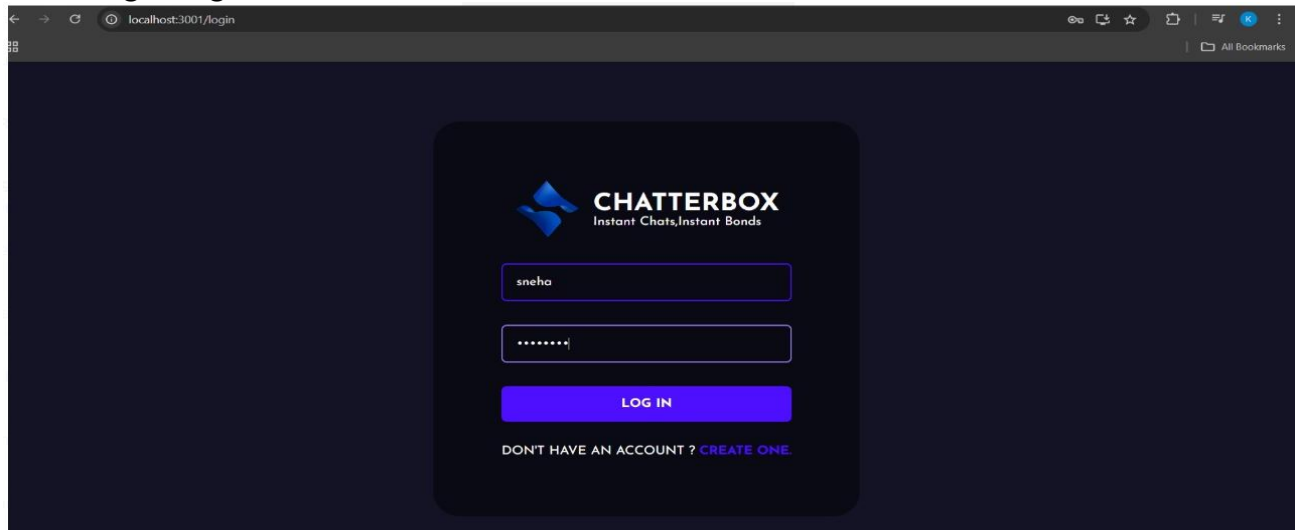 localhost:3001/login
K
All Bookmarks
CHATTERBOX
Instant Chats,Instant Bonds
sneha
••••••••
LOG IN
DON'T HAVE AN ACCOUNT ? CREATE ONE.